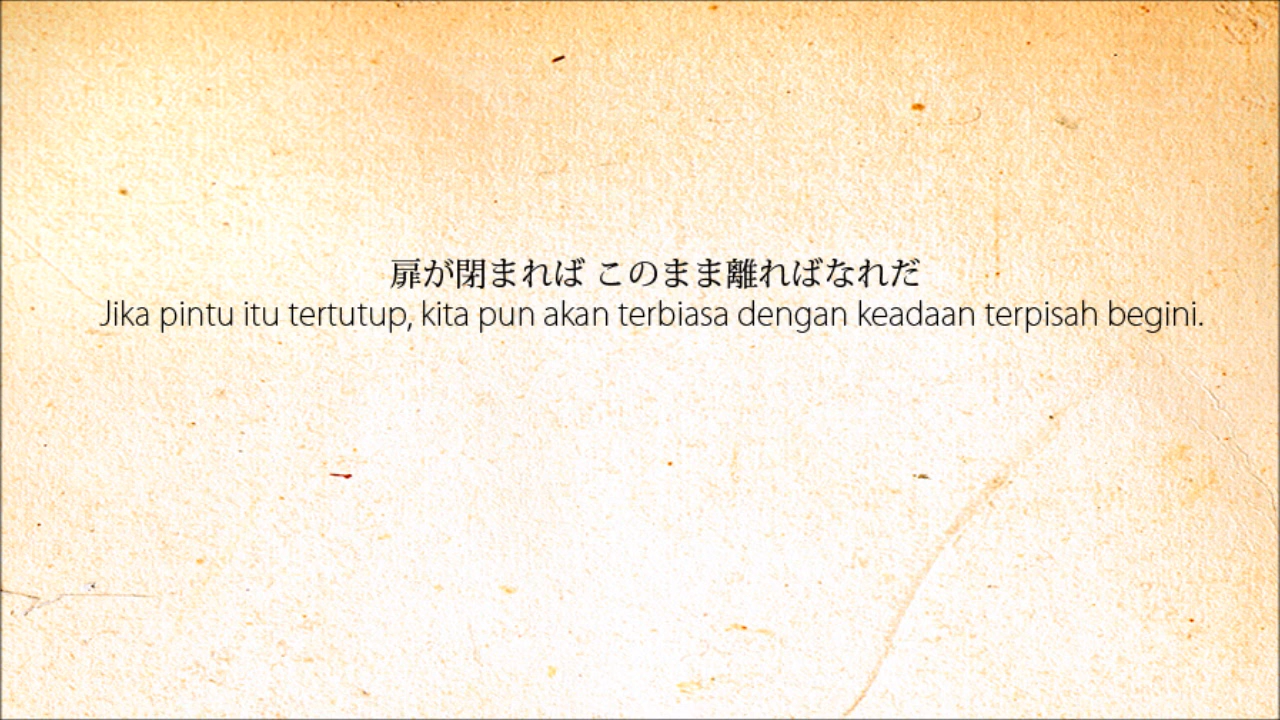 扉が閉まれば このまま離ればなれだ
Jika pintu itu tertutup, kita pun akan terbiasa dengan keadaan terpisah begini.